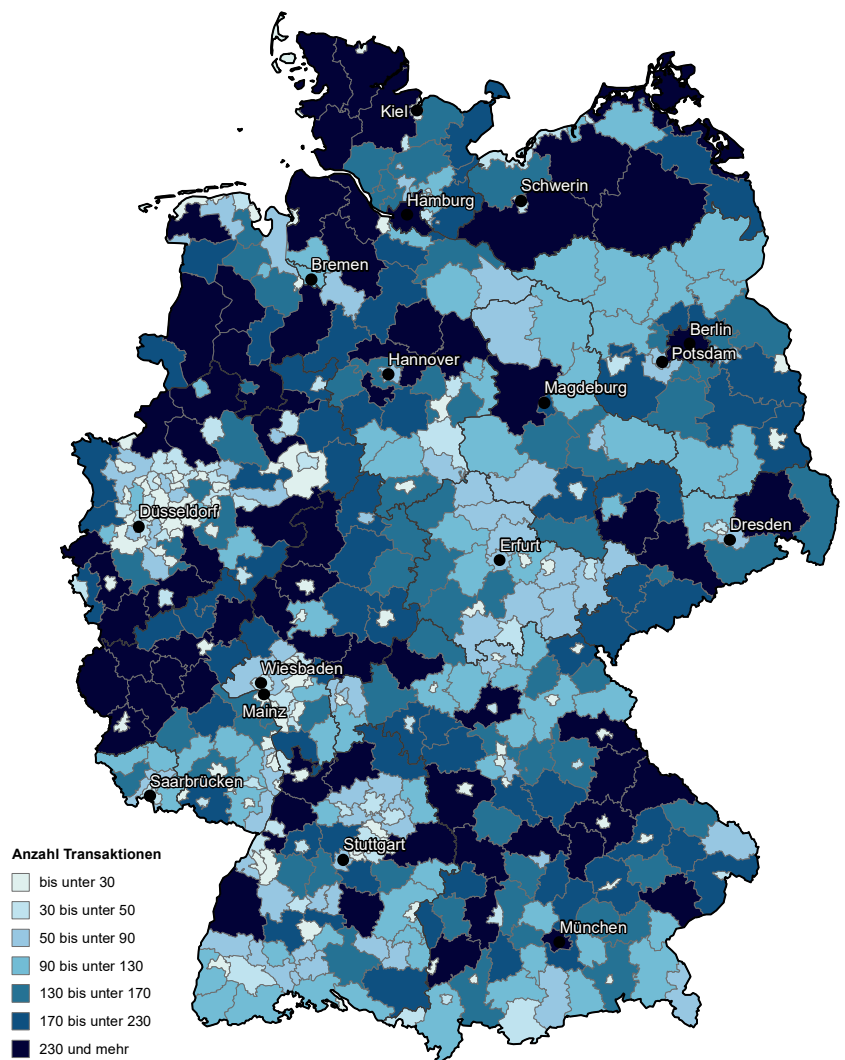 Kiel
Schwerin
Hamburg
Bremen
Berlin
Potsdam
Hannover
Magdeburg
Düsseldorf
Dresden
Erfurt
Wiesbaden
Mainz
Saarbrücken
Stuttgart
München
Anzahl Transaktionen
bis unter 30
30 bis unter 50
50 bis unter 90
90 bis unter 130
130 bis unter 170
170 bis unter 230
230 und mehr